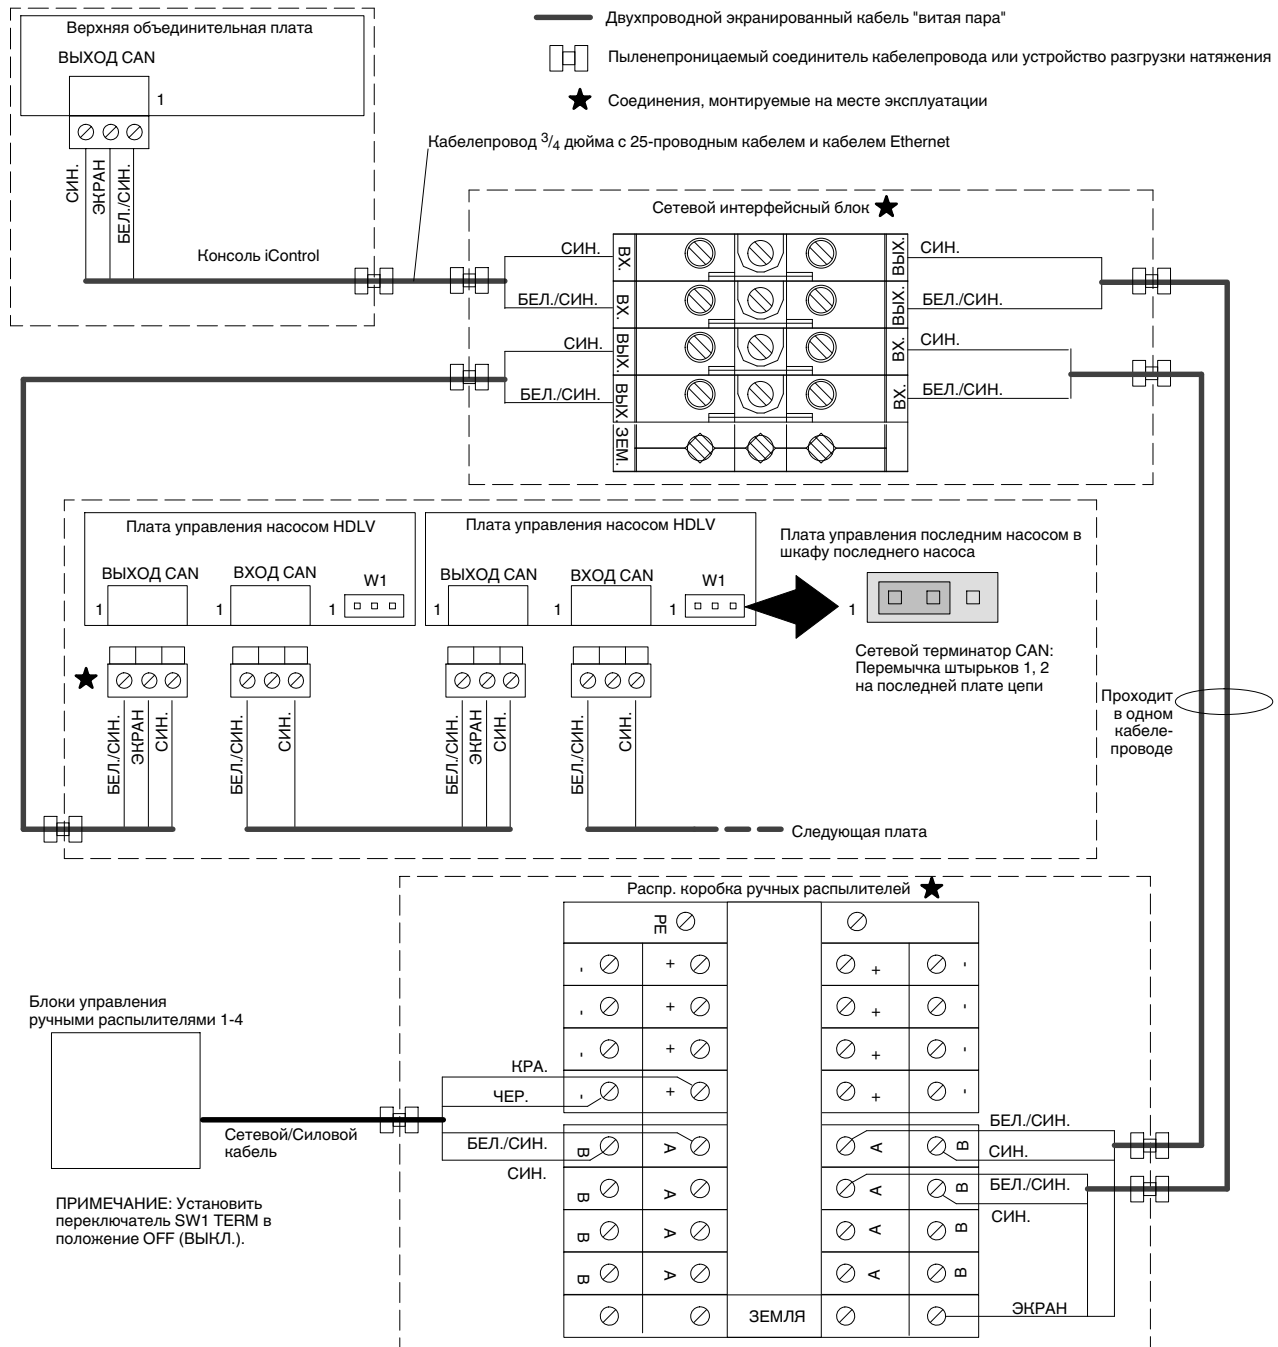 Двухпроводной экранированный кабель "витая пара"
Пыленепроницаемый соединитель кабелепровода или устройство разгрузки натяжения
Соединения, монтируемые на месте эксплуатации
Верхняя объединительная плата
ВЫХОД CAN
1
СИН.
ЭКРАН
БЕЛ./СИН.
Консоль iControl
Кабелепровод 3/4 дюйма с 25-проводным кабелем и кабелем Ethernet
Сетевой интерфейсный блок
СИН.
ВХ.
ВЫХ.
СИН.
БЕЛ./СИН.
ВХ.
ВЫХ.
БЕЛ./СИН.
СИН.
ВЫХ.
ВХ.
СИН.
БЕЛ./СИН.
ВЫХ.
ВХ.
БЕЛ./СИН.
ЗЕМ.
Плата управления насосом HDLV
ВЫХОД CAN
ВХОД CAN
W1
1
1
1
Плата управления насосом HDLV
ВЫХОД CAN
ВХОД CAN
W1
1
1
1
Плата управления последним насосом в
шкафу последнего насоса
1
Сетевой терминатор CAN:
Перемычка штырьков 1, 2
на последней плате цепи
БЕЛ./СИН.
ЭКРАН
СИН.
БЕЛ./СИН.
СИН.
БЕЛ./СИН.
ЭКРАН
СИН.
БЕЛ./СИН.
СИН.
Следующая плата
Проходит
в одном
кабеле-
проводе
Распр. коробка ручных распылителей
PE
- + + -
- + + -
- + + -
- + + -
B A A B
B A A B
B A A B
B A A B
ЗЕМЛЯ
Блоки управления
ручными распылителями 1-4
Сетевой/Силовой
кабель
КРА.
ЧЕР.
БЕЛ./СИН.
СИН.
БЕЛ./СИН.
СИН.
БЕЛ./СИН.
СИН.
ЭКРАН
ПРИМЕЧАНИЕ: Установить
переключатель SW1 TERM в
положение OFF (ВЫКЛ.).